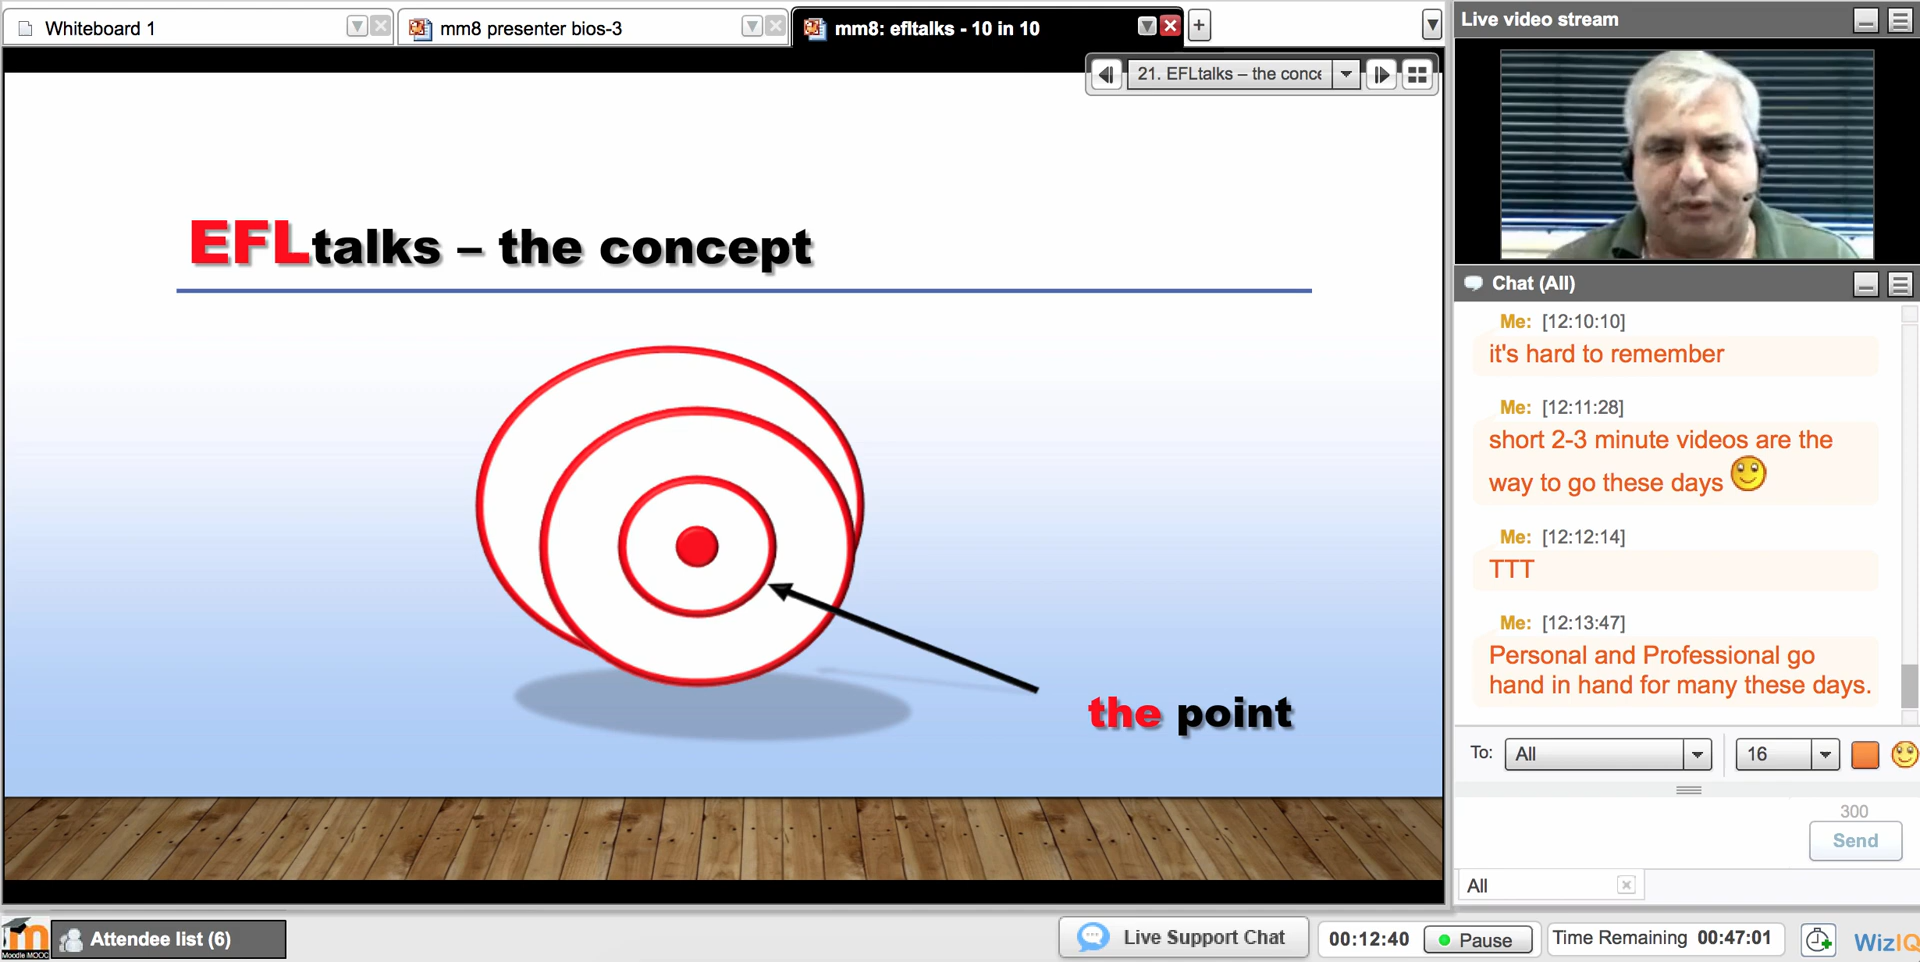 Whiteboard 1
mm8 presenter bios-3
mm8: efltalks - 10 in 10
21. EFLtalks – the conc
EFLtalks – the concept
the point
Live video stream
Chat (All)
Me: [12:10:10]
it's hard to remember
Me: [12:11:28]
short 2-3 minute videos are the
way to go these days
Me: [12:12:14]
TTT
Me: [12:13:47]
Personal and Professional go
hand in hand for many these days.
To: All 16
300
Send
All
m
Moodle MOOC
Attendee list (6)
Live Support Chat
00:12:40
Pause
Time Remaining 00:47:01
WizIQ